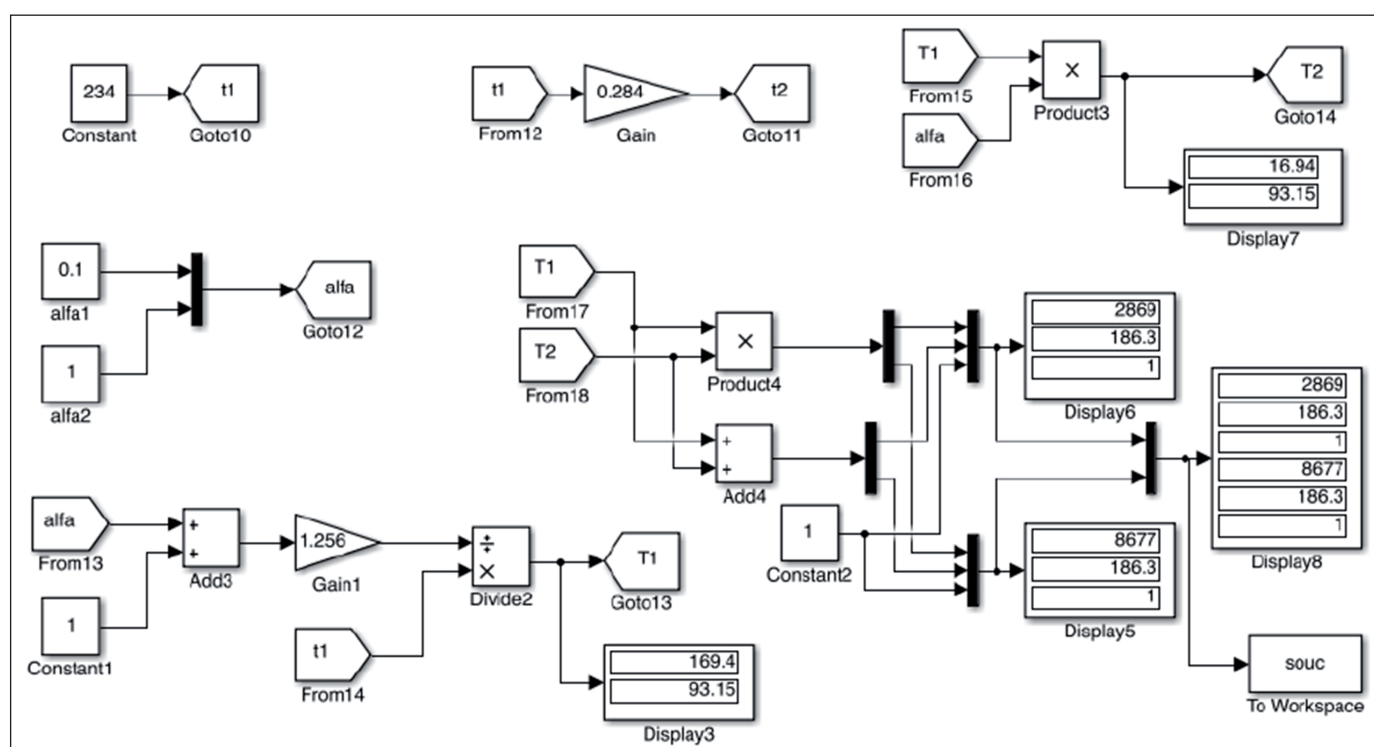 234
Constant
t1
Goto10
t1
From12
0.284
Gain
t2
Goto11
T1
From15
alfa
From16
×
Product3
T2
Goto14
16.94
93.15
Display7
0.1
alfa1
1
alfa2
alfa
Goto12
T1
From17
T2
From18
×
Product4
+
+
Add4
1
Constant2
2869
186.3
1
Display6
8677
186.3
1
Display5
2869
186.3
1
8677
186.3
1
Display8
souc
To Workspace
alfa
From13
1
Constant1
+
+
Add3
1.256
Gain1
t1
From14
÷
×
Divide2
T1
Goto13
169.4
93.15
Display3